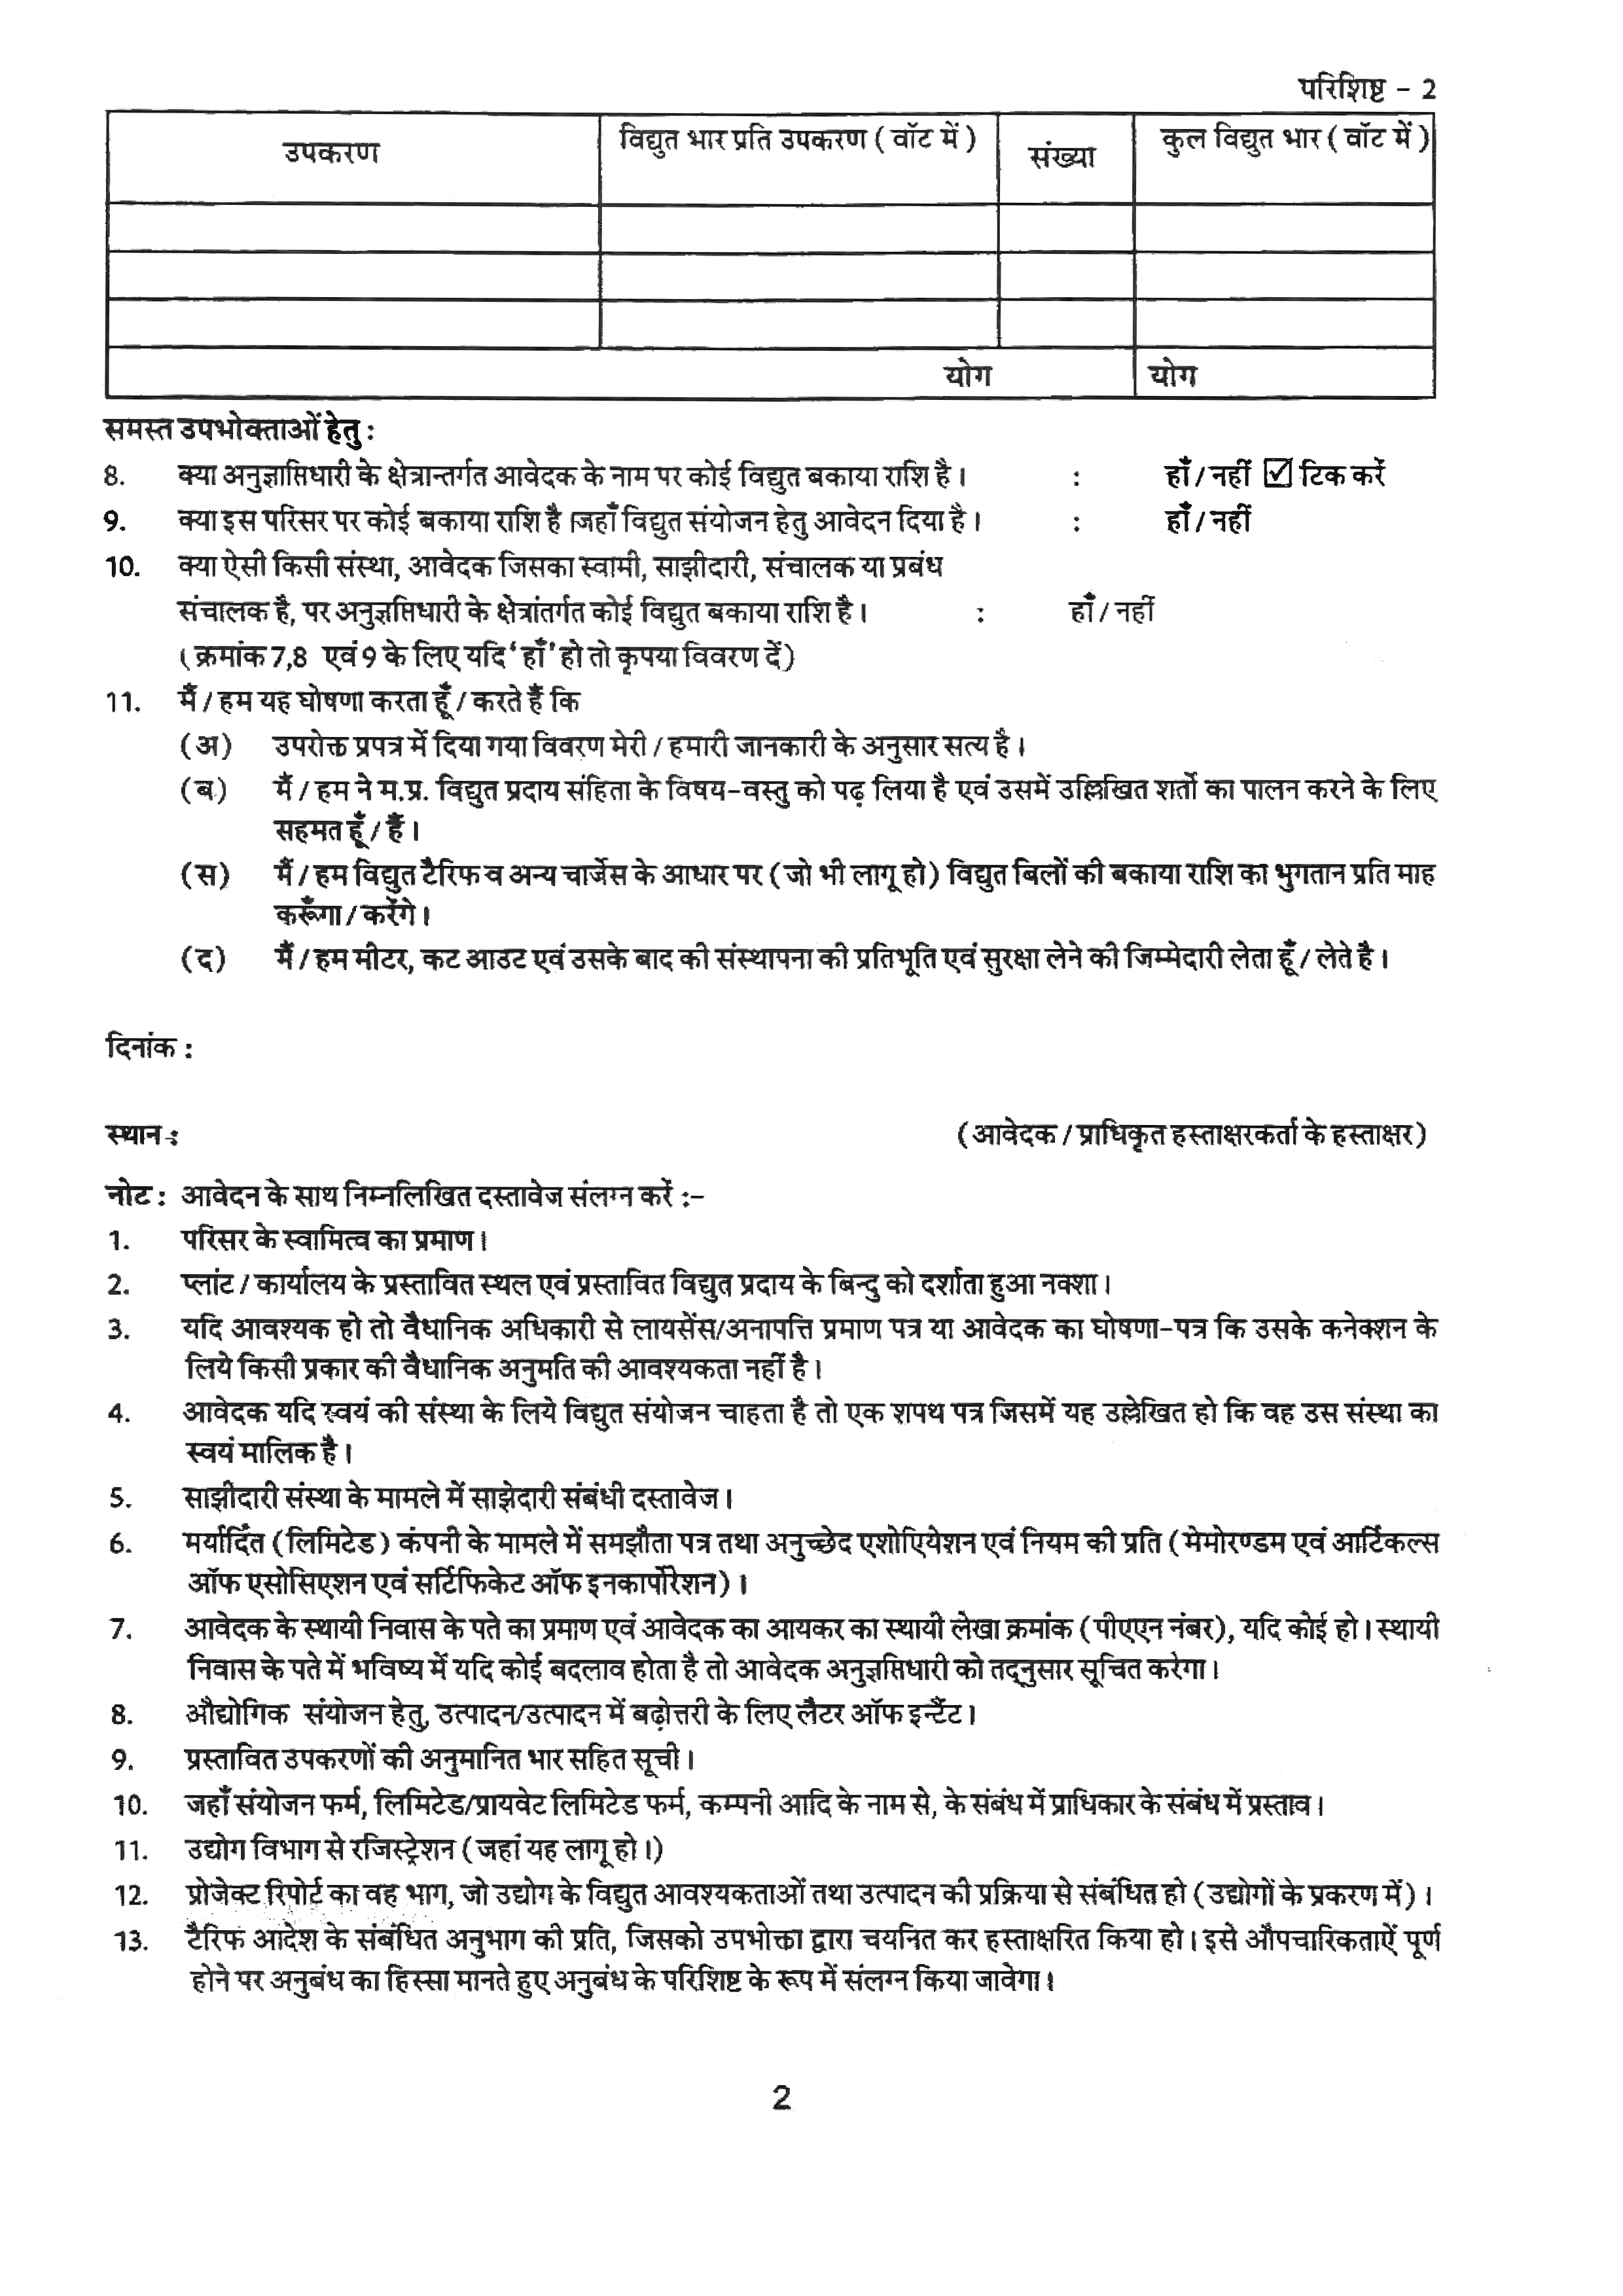 परिशिष्ट - 2
उपकरण विद्युत भार प्रति उपकरण ( वॉट में ) संख्या कुल विद्युत भार ( वॉट में )
योग योग
समस्त उपभोक्ताओं हेतु :
8. क्या अनुज्ञाप्तिधारी के क्षेत्रान्तर्गत आवेदक के नाम पर कोई विद्युत बकाया राशि है। : हाँ / नहीं ☑ टिक करें
9. क्या इस परिसर पर कोई बकाया राशि है जिहाँ विद्युत संयोजन हेतु आवेदन दिया है। : हाँ / नहीं
10. क्या ऐसी किसी संस्था, आवेदक जिसका स्वामी, साझीदारी, संचालक या प्रबंध
संचालक है, पर अनुज्ञप्तिधारी के क्षेत्रांतर्गत कोई विद्युत बकाया राशि है। : हाँ / नहीं
( क्रमांक 7,8 एवं 9 के लिए यदि 'हाँ' हो तो कृपया विवरण दें)
11. मैं / हम यह घोषणा करता हूँ / करते हैं कि
(अ) उपरोक्त प्रपत्र में दिया गया विवरण मेरी / हमारी जानकारी के अनुसार सत्य है।
(ब) मैं / हम ने म.प्र. विद्युत प्रदाय संहिता के विषय-वस्तु को पढ़ लिया है एवं उसमें उल्लिखित शर्तो का पालन करने के लिए
सहमत हूँ / हैं।
(स) मैं / हम विद्युत टैरिफ व अन्य चार्जेस के आधार पर ( जो भी लागू हो ) विद्युत बिलों की बकाया राशि का भुगतान प्रति माह
करूँगा / करेंगे।
(द) मैं / हम मीटर, कट आउट एवं उसके बाद की संस्थापना की प्रतिभूति एवं सुरक्षा लेने की जिम्मेदारी लेता हूँ / लेते है।
दिनांक :
स्थान : (आवेदक / प्राधिकृत हस्ताक्षरकर्ता के हस्ताक्षर)
नोट : आवेदन के साथ निम्नलिखित दस्तावेज संलग्न करें :-
1. परिसर के स्वामित्व का प्रमाण।
2. प्लांट / कार्यालय के प्रस्तावित स्थल एवं प्रस्तावित विद्युत प्रदाय के बिन्दु को दर्शाता हुआ नक्शा।
3. यदि आवश्यक हो तो वैधानिक अधिकारी से लायसेंस/अनापत्ति प्रमाण पत्र या आवेदक का घोषणा-पत्र कि उसके कनेक्शन के
लिये किसी प्रकार की वैधानिक अनुमति की आवश्यकता नहीं है।
4. आवेदक यदि स्वयं की संस्था के लिये विद्युत संयोजन चाहता है तो एक शपथ पत्र जिसमें यह उल्लेखित हो कि वह उस संस्था का
स्वयं मालिक है।
5. साझीदारी संस्था के मामले में साझेदारी संबंधी दस्तावेज।
6. मर्यादित ( लिमिटेड ) कंपनी के मामले में समझौता पत्र तथा अनुच्छेद एशोएियेशन एवं नियम की प्रति ( मेमोरण्डम एवं आर्टिकल्स
ऑफ एसोसिएशन एवं सर्टिफिकेट ऑफ इनकार्पोरेशन )।
7. आवेदक के स्थायी निवास के पते का प्रमाण एवं आवेदक का आयकर का स्थायी लेखा क्रमांक ( पीएएन नंबर), यदि कोई हो। स्थायी
निवास के पते में भविष्य में यदि कोई बदलाव होता है तो आवेदक अनुज्ञप्तिधारी को तद्नुसार सूचित करेगा।
8. औद्योगिक संयोजन हेतु, उत्पादन/उत्पादन में बढ़ोत्तरी के लिए लैटर ऑफ इन्टैंट।
9. प्रस्तावित उपकरणों की अनुमानित भार सहित सूची।
10. जहाँ संयोजन फर्म, लिमिटेड/प्रायवेट लिमिटेड फर्म, कम्पनी आदि के नाम से, के संबंध में प्राधिकार के संबंध में प्रस्ताव।
11. उद्योग विभाग से रजिस्ट्रेशन ( जहां यह लागू हो।)
12. प्रोजेक्ट रिपोर्ट का वह भाग, जो उद्योग के विद्युत आवश्यकताओं तथा उत्पादन की प्रक्रिया से संबंधित हो ( उद्योगों के प्रकरण में )।
13. टैरिफ आदेश के संबंधित अनुभाग की प्रति, जिसको उपभोक्ता द्वारा चयनित कर हस्ताक्षरित किया हो। इसे औपचारिकताऐं पूर्ण
होने पर अनुबंध का हिस्सा मानते हुए अनुबंध के परिशिष्ट के रूप में संलग्न किया जावेगा।
2